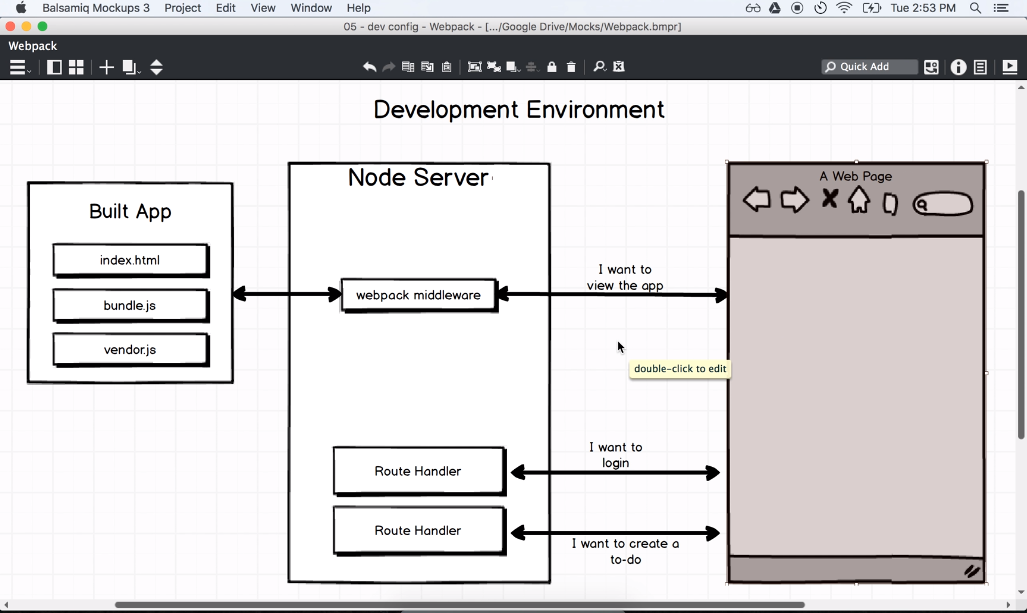 Balsamiq Mockups 3 Project Edit View Window Help Tue 2:53 PM
05 - dev config - Webpack - [.../Google Drive/Mocks/Webpack.bmpr]
Webpack
Quick Add
Development Environment
Built App
index.html
bundle.js
vendor.js
Node Server
webpack middleware
Route Handler
Route Handler
I want to
view the app
double-click to edit
I want to
login
I want to create a
to-do
A Web Page